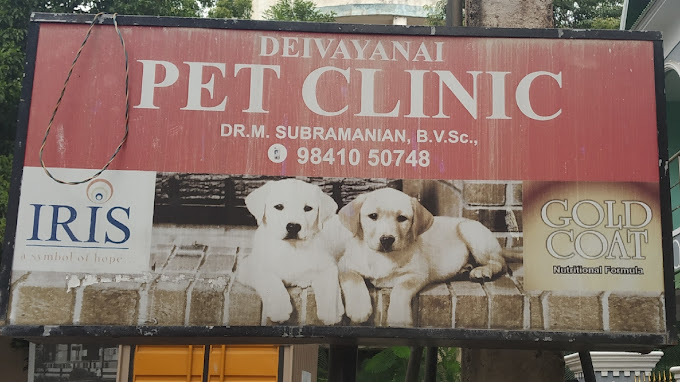 DEIVAYANAI
PET CLINIC
DR.M. SUBRAMANIAN, B.V.Sc.,
98410 50748
IRIS
a symbol of hope
GOLD
COAT
Nutritional Formula